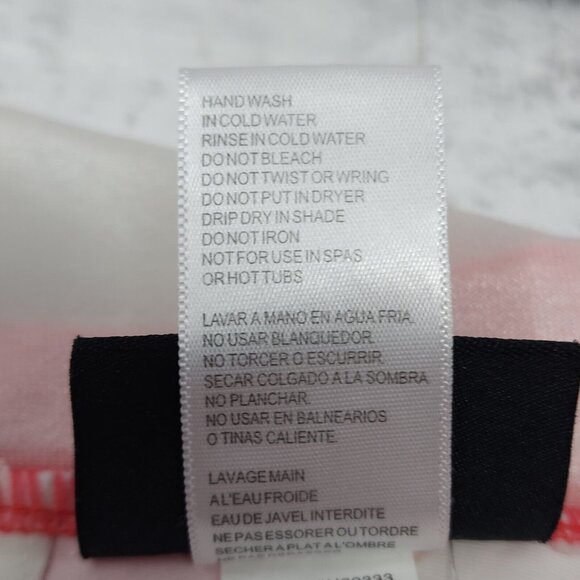 HAND WASH
IN COLD WATER
RINSE IN COLD WATER
DO NOT BLEACH
DO NOT TWIST OR WRING
DO NOT PUT IN DRYER
DRIP DRY IN SHADE
DO NOT IRON
NOT FOR USE IN SPAS
OR HOT TUBS
LAVAR A MANO EN AGUA FRIA.
NO USAR BLANQUEDOR.
NO TORCER O ESCURRIR.
SECAR COLGADO A LA SOMBRA
NO PLANCHAR.
NO USAR EN BALNEARIOS
O TINAS CALIENTE.
LAVAGE MAIN
A L'EAU FROIDE
EAU DE JAVEL INTERDITE
NE PAS ESSORER OU TORDRE
SECHER A PLAT A L'OMBRE